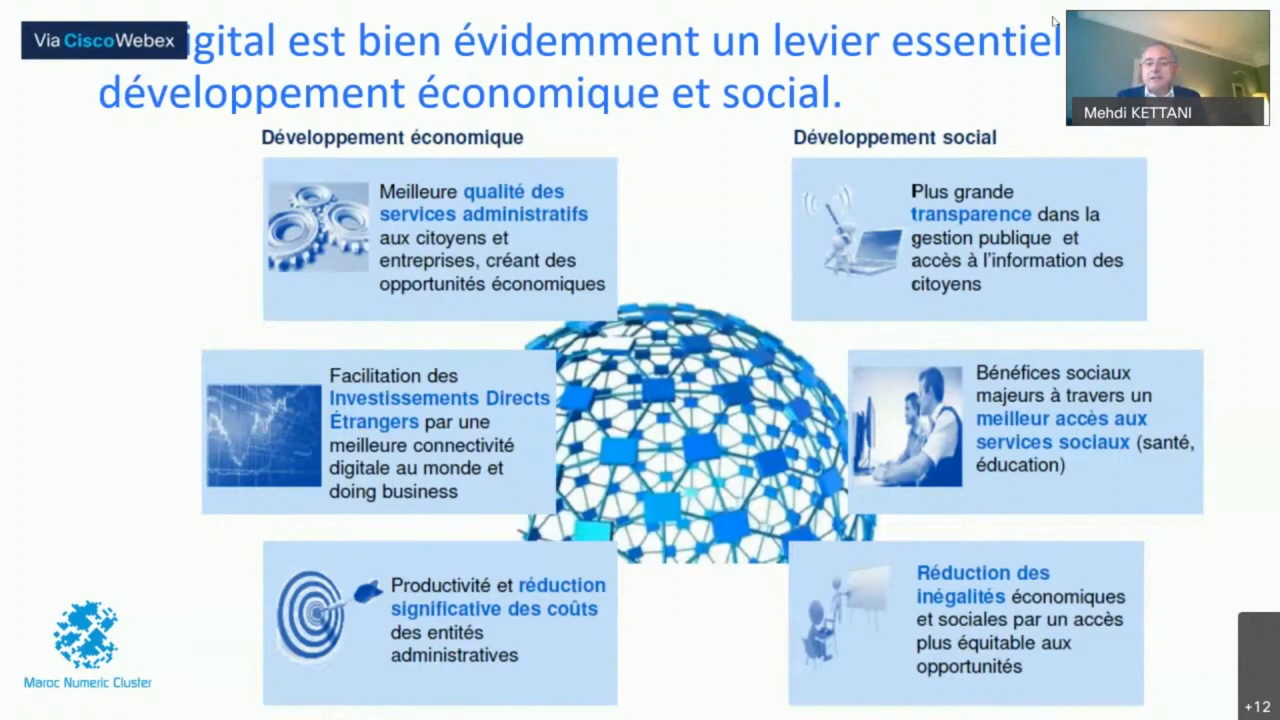 Via Cisco Webex
igital est bien évidemment un levier essentiel
développement économique et social.
Mehdi KETTANI
Développement économique
Meilleure qualité des
services administratifs
aux citoyens et
entreprises, créant des
opportunités économiques
Facilitation des
Investissements Directs
Étrangers par une
meilleure connectivité
digitale au monde et
doing business
Productivité et réduction
significative des coûts
des entités
administratives
Développement social
Plus grande
transparence dans la
gestion publique et
accès à l'information des
citoyens
Bénéfices sociaux
majeurs à travers un
meilleur accès aux
services sociaux (santé,
éducation)
Réduction des
inégalités économiques
et sociales par un accès
plus équitable aux
opportunités
Maroc Numeric Cluster
+12